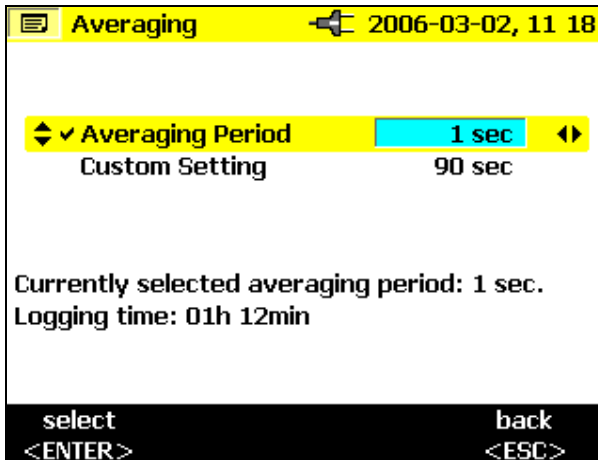 Averaging 2006-03-02, 11 18
Averaging Period 1 sec
Custom Setting 90 sec
Currently selected averaging period: 1 sec.
Logging time: 01h 12min
select back
<ENTER> <ESC>